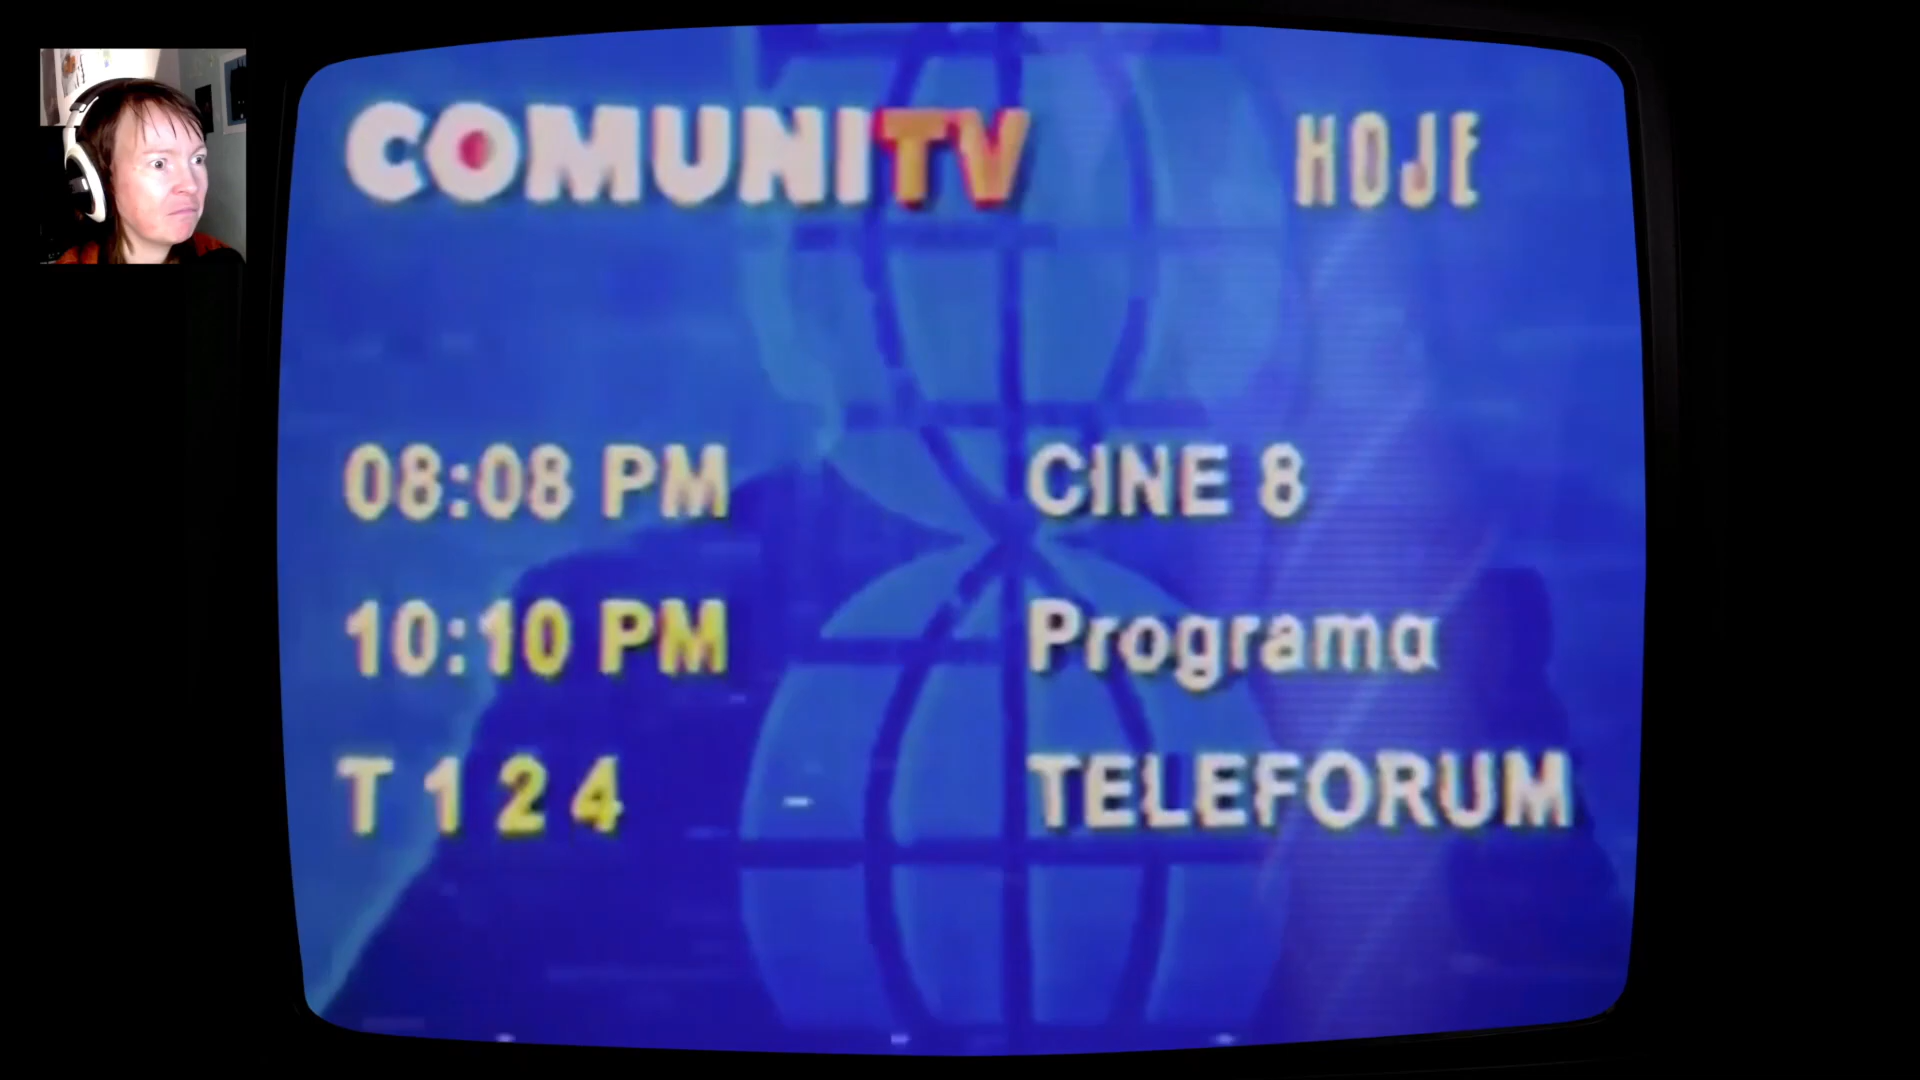 COMUNITV HOJE
08:08 PM CINE 8
10:10 PM Programa
T 1 2 4 - TELEFORUM